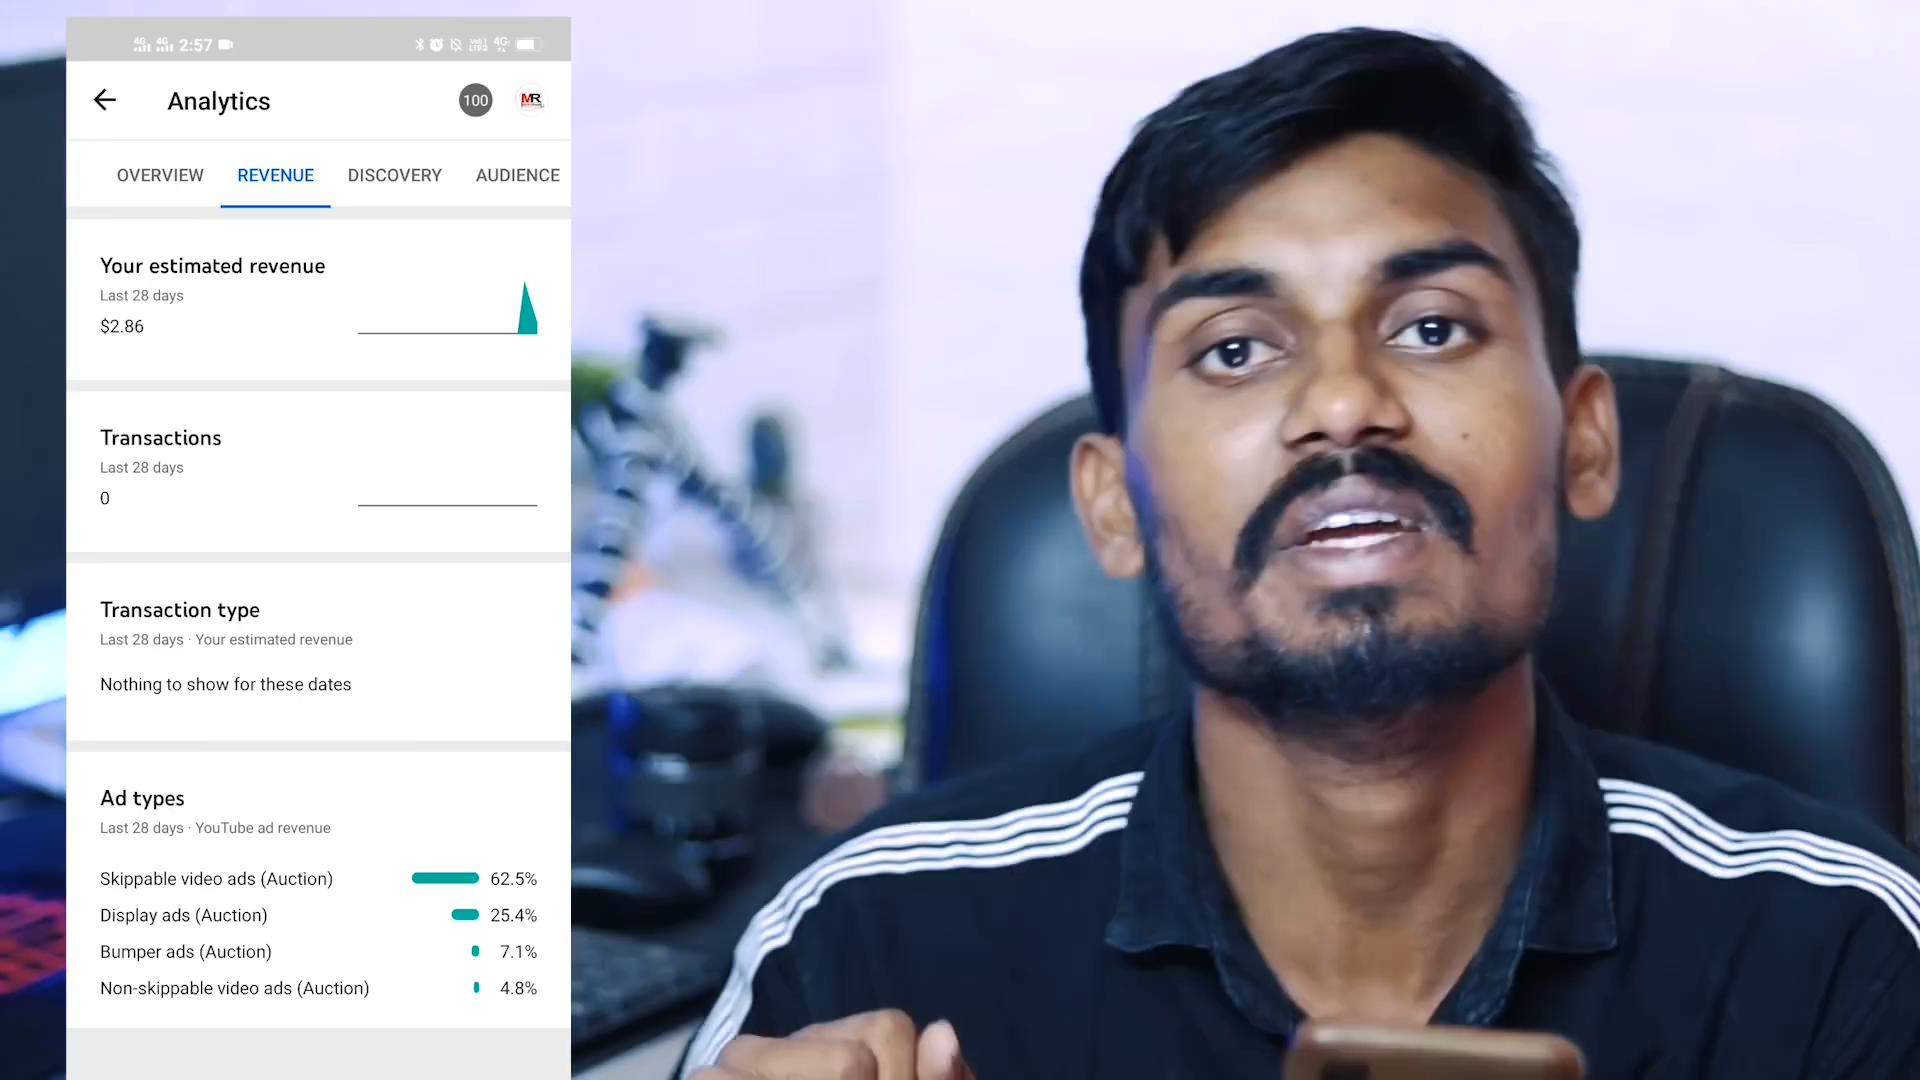 4G 4G 2:57 4G
Analytics
100
MR
OVERVIEW REVENUE DISCOVERY AUDIENCE
Your estimated revenue
Last 28 days
$2.86
Transactions
Last 28 days
0
Transaction type
Last 28 days · Your estimated revenue
Nothing to show for these dates
Ad types
Last 28 days · YouTube ad revenue
Skippable video ads (Auction) 62.5%
Display ads (Auction) 25.4%
Bumper ads (Auction) 7.1%
Non-skippable video ads (Auction) 4.8%